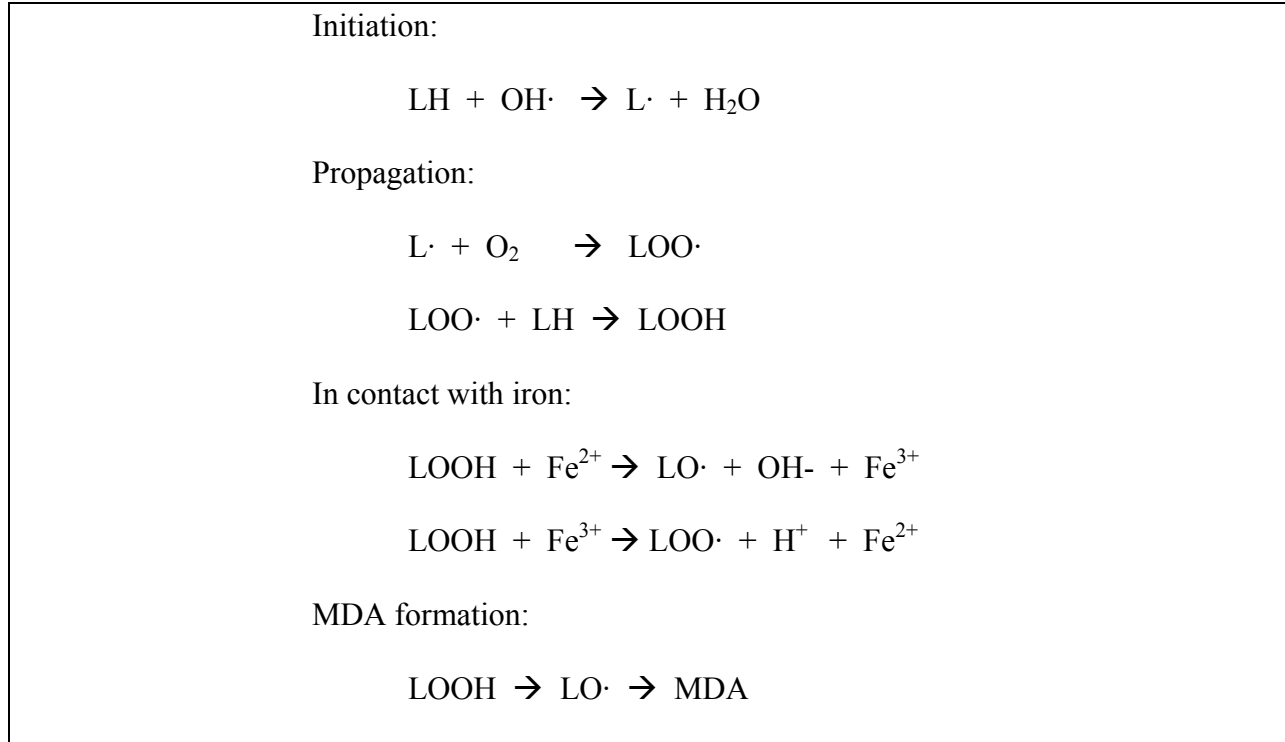 Initiation:
LH + OH· → L· + H₂O
Propagation:
L· + O₂ → LOO·
LOO· + LH → LOOH
In contact with iron:
LOOH + Fe²⁺ → LO· + OH- + Fe³⁺
LOOH + Fe³⁺ → LOO· + H⁺ + Fe²⁺
MDA formation:
LOOH → LO· → MDA